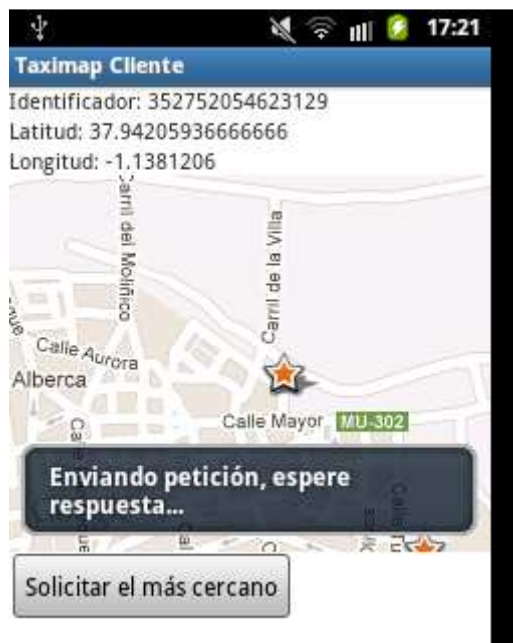 17:21
Taximap Cliente
Identificador: 352752054623129
Latitud: 37.94205936666666
Longitud: -1.1381206
Carril del Moliñico
Carril de la Villa
Calle Aurora
Alberca
Calle Mayor MU-302
Enviando petición, espere
respuesta...
Solicitar el más cercano